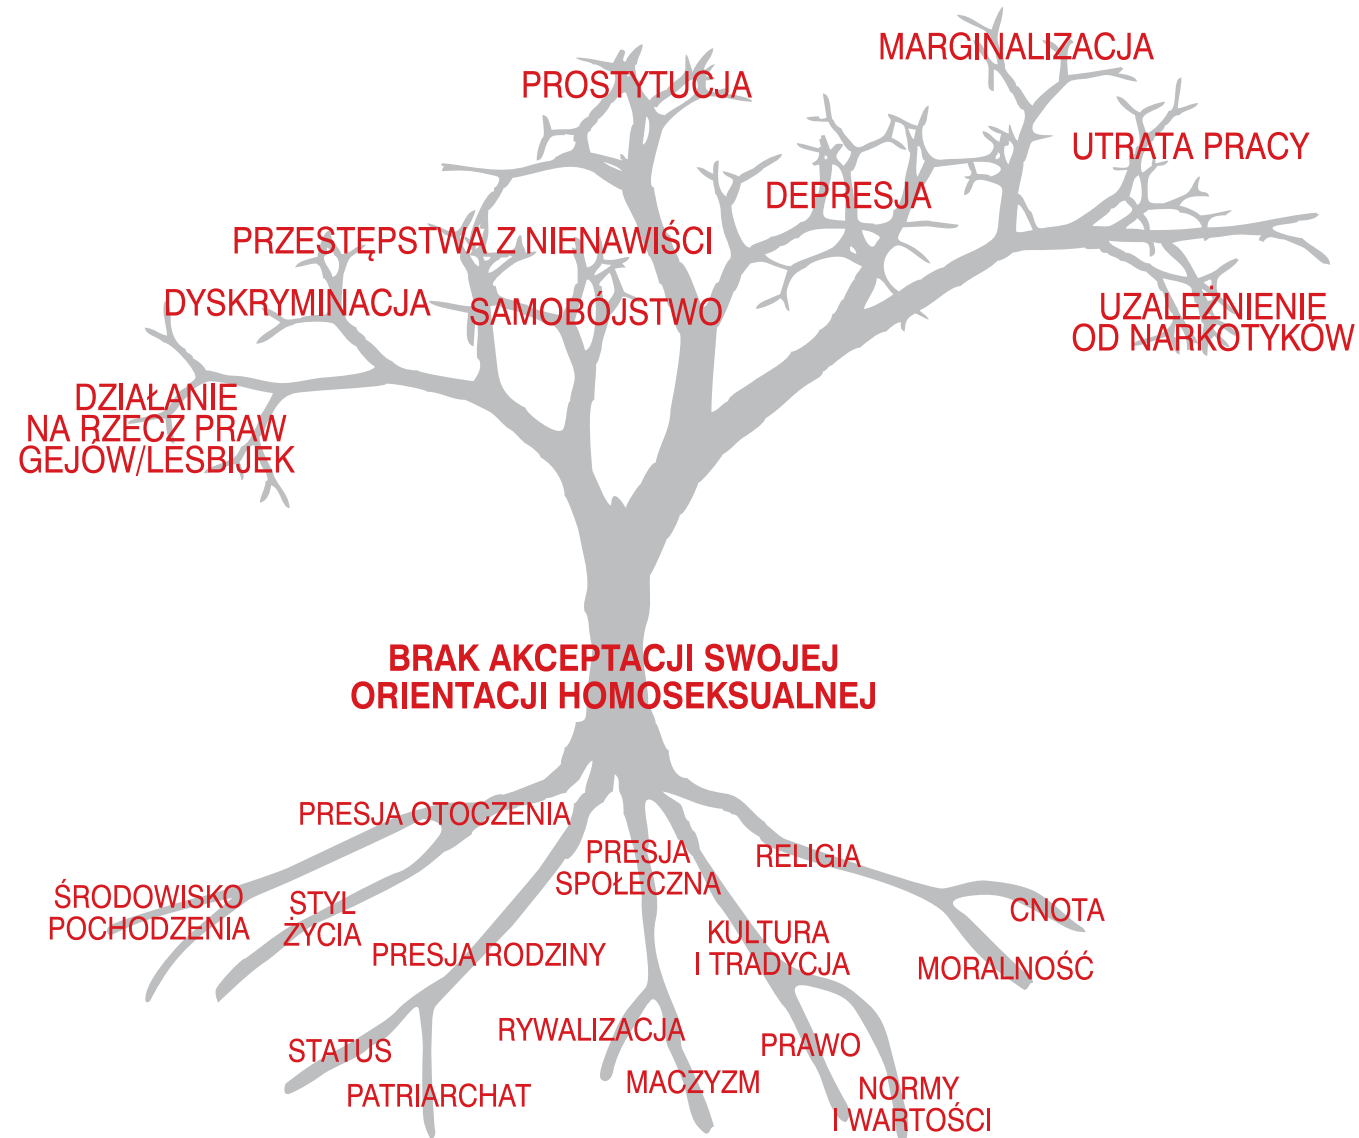 MARGINALIZACJA
PROSTYTUCJA
UTRATA PRACY
DEPRESJA
PRZESTĘPSTWA Z NIENAWIŚCI
DYSKRYMINACJA
SAMOBÓJSTWO
UZALEŻNIENIE
OD NARKOTYKÓW
DZIAŁANIE
NA RZECZ PRAW
GEJÓW/LESBIJEK
BRAK AKCEPTACJI SWOJEJ
ORIENTACJI HOMOSEKSUALNEJ
PRESJA OTOCZENIA
PRESJA
SPOŁECZNA
RELIGIA
ŚRODOWISKO
POCHODZENIA
STYL
ŻYCIA
CNOTA
KULTURA
I TRADYCJA
PRESJA RODZINY
MORALNOŚĆ
RYWALIZACJA
PRAWO
STATUS
MACZYZM
PATRIARCHAT
NORMY
I WARTOŚCI